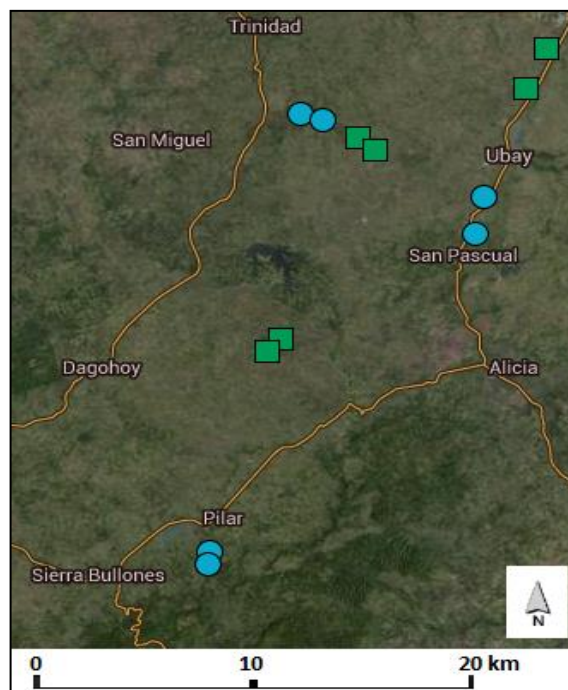 Trinidad
San Miguel
Ubay
San Pascual
Dagohoy
Alicia
Pilar
Sierra Bullones
N
0 10 20 km